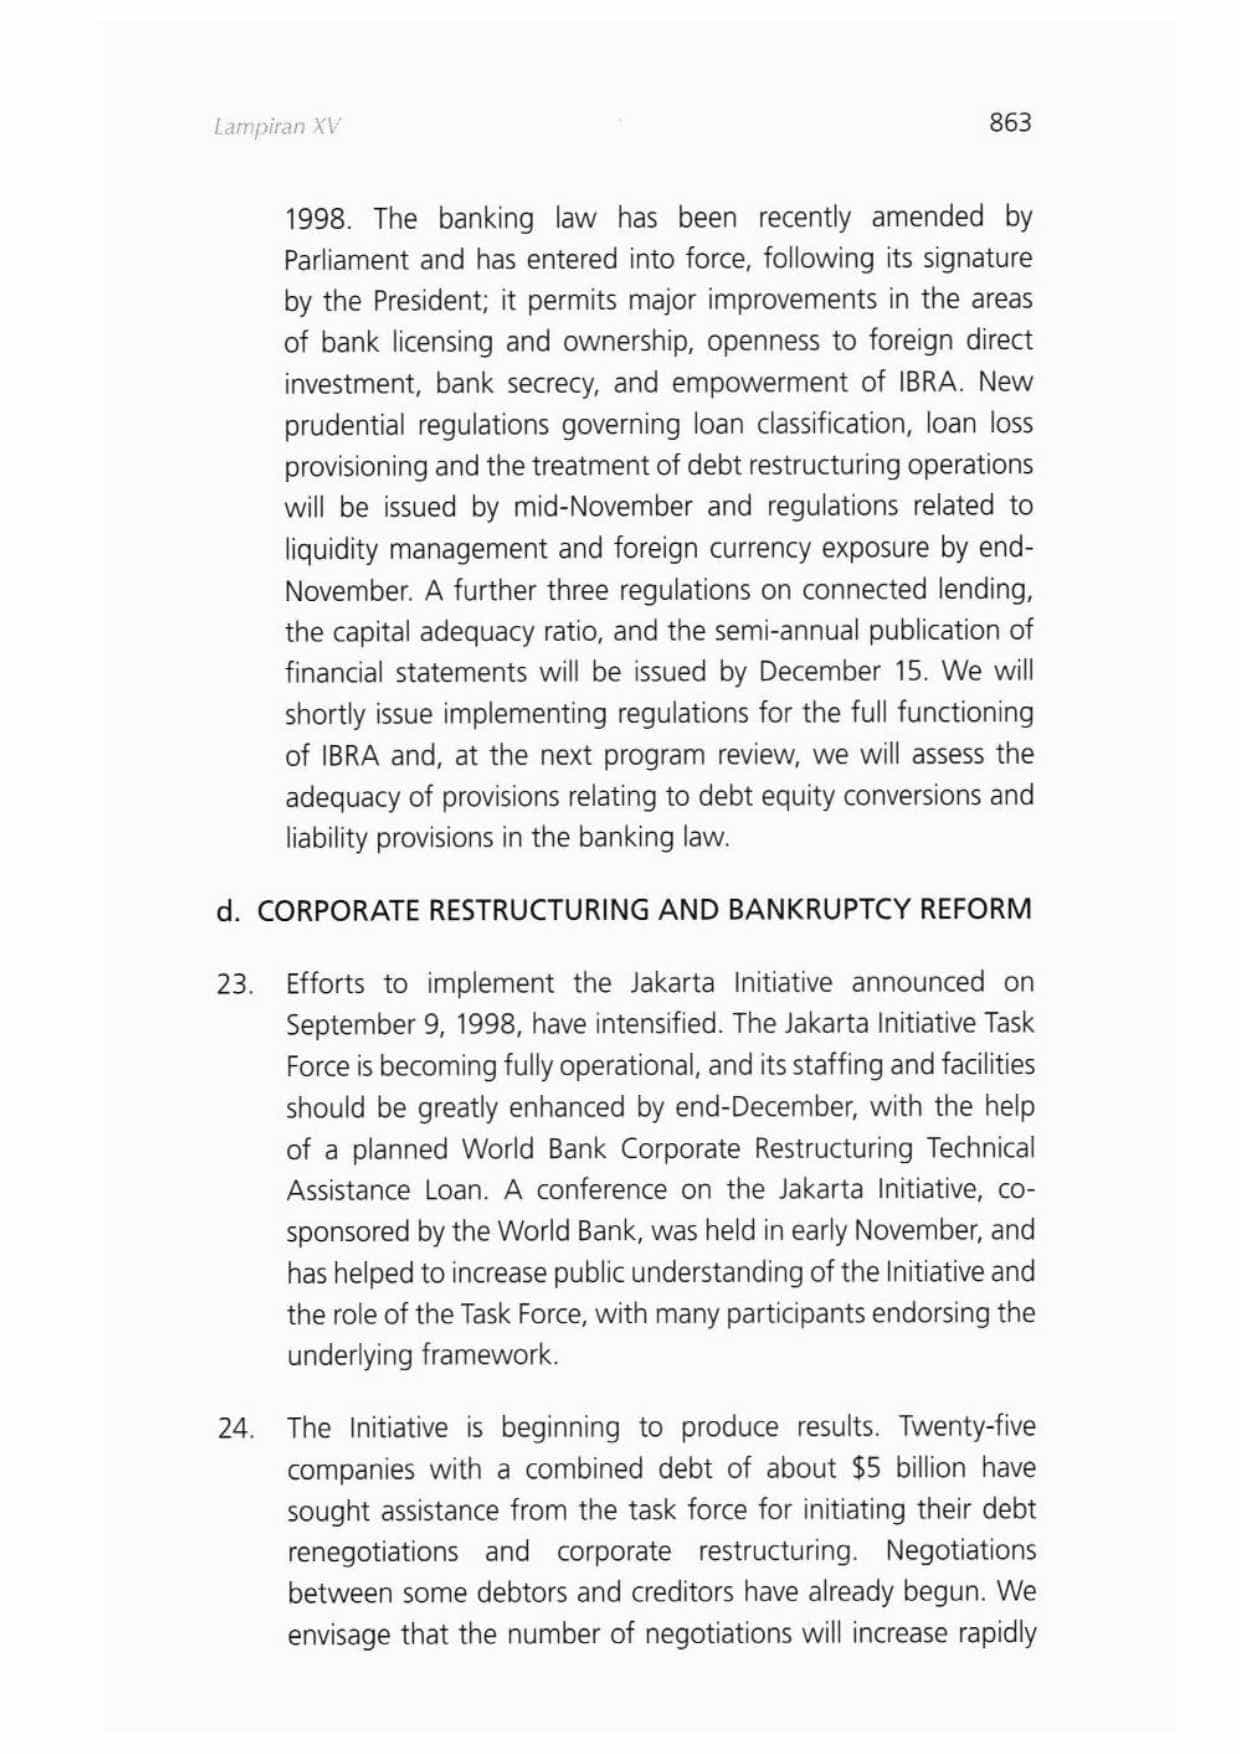 Lampiran XV
863
1998. The banking law has been recently amended by
Parliament and has entered into force, following its signature
by the President; it permits major improvements in the areas
of bank licensing and ownership, openness to foreign direct
investment, bank secrecy, and empowerment of IBRA. New
prudential regulations governing loan classification, loan loss
provisioning and the treatment of debt restructuring operations
will be issued by mid-November and regulations related to
liquidity management and foreign currency exposure by end-
November. A further three regulations on connected lending,
the capital adequacy ratio, and the semi-annual publication of
financial statements will be issued by December 15. We will
shortly issue implementing regulations for the full functioning
of IBRA and, at the next program review, we will assess the
adequacy of provisions relating to debt equity conversions and
liability provisions in the banking law.
d. CORPORATE RESTRUCTURING AND BANKRUPTCY REFORM
23. Efforts to implement the Jakarta Initiative announced on
September 9, 1998, have intensified. The Jakarta Initiative Task
Force is becoming fully operational, and its staffing and facilities
should be greatly enhanced by end-December, with the help
of a planned World Bank Corporate Restructuring Technical
Assistance Loan. A conference on the Jakarta Initiative, co-
sponsored by the World Bank, was held in early November, and
has helped to increase public understanding of the Initiative and
the role of the Task Force, with many participants endorsing the
underlying framework.
24. The Initiative is beginning to produce results. Twenty-five
companies with a combined debt of about $5 billion have
sought assistance from the task force for initiating their debt
renegotiations and corporate restructuring. Negotiations
between some debtors and creditors have already begun. We
envisage that the number of negotiations will increase rapidly